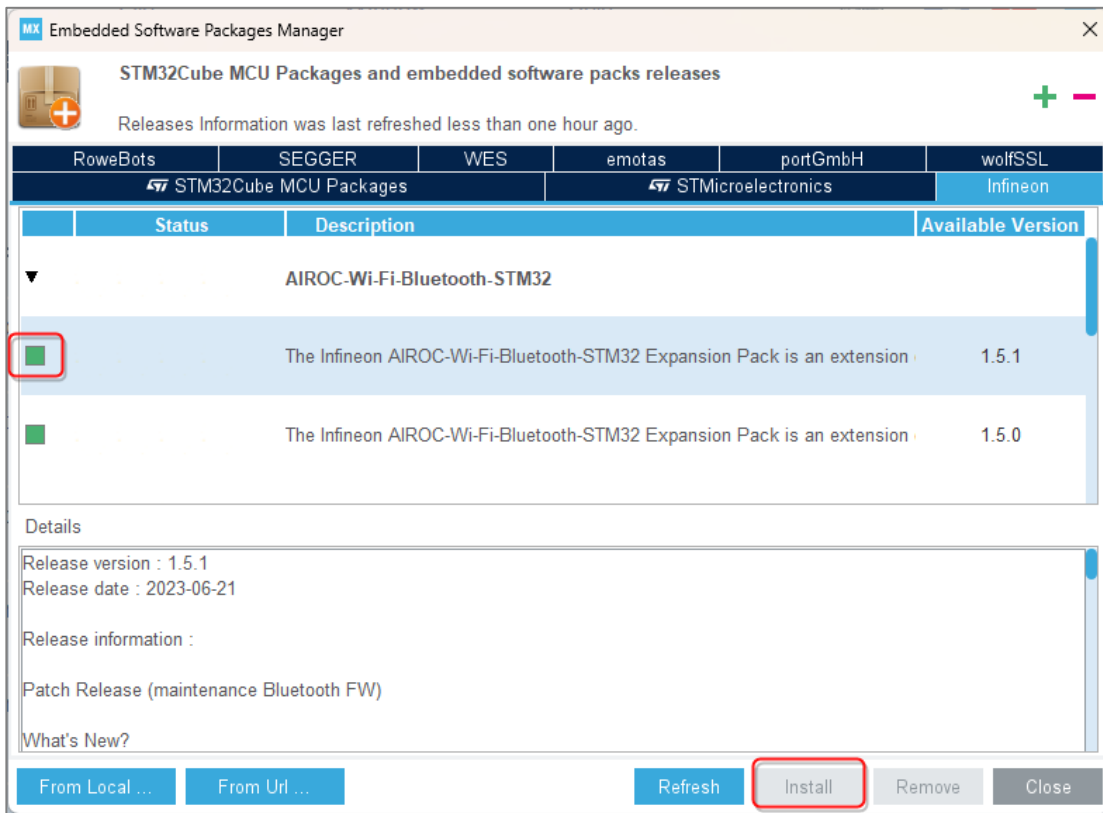 MX Embedded Software Packages Manager
STM32Cube MCU Packages and embedded software packs releases
Releases Information was last refreshed less than one hour ago.
RoweBots SEGGER WES emotas portGmbH wolfSSL
STM32Cube MCU Packages STMicroelectronics Infineon
Status Description Available Version
AIROC-Wi-Fi-Bluetooth-STM32
The Infineon AIROC-Wi-Fi-Bluetooth-STM32 Expansion Pack is an extension 1.5.1
The Infineon AIROC-Wi-Fi-Bluetooth-STM32 Expansion Pack is an extension 1.5.0
Details
Release version : 1.5.1
Release date : 2023-06-21
Release information :
Patch Release (maintenance Bluetooth FW)
What's New?
From Local ... From Url ... Refresh Install Remove Close